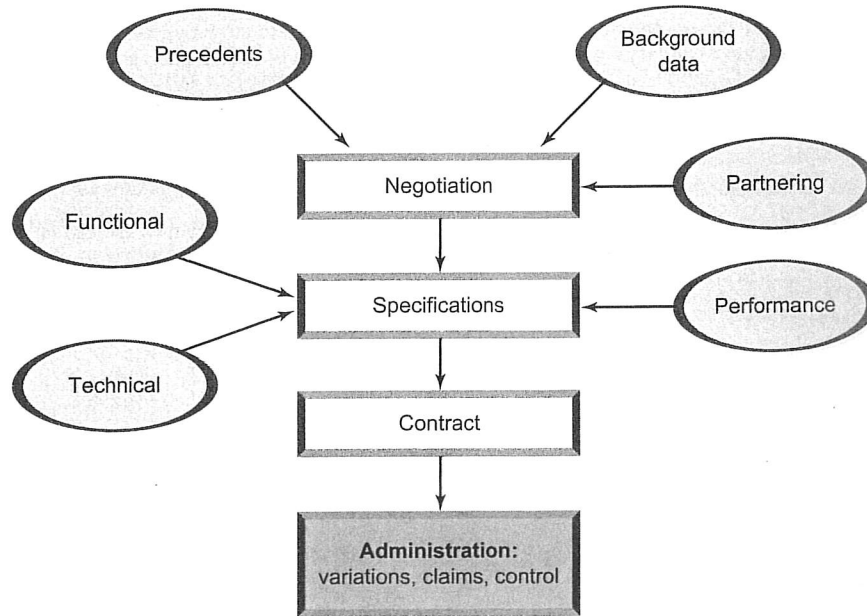 Precedents
Background
data
Negotiation
Partnering
Functional
Specifications
Performance
Technical
Contract
Administration:
variations, claims, control